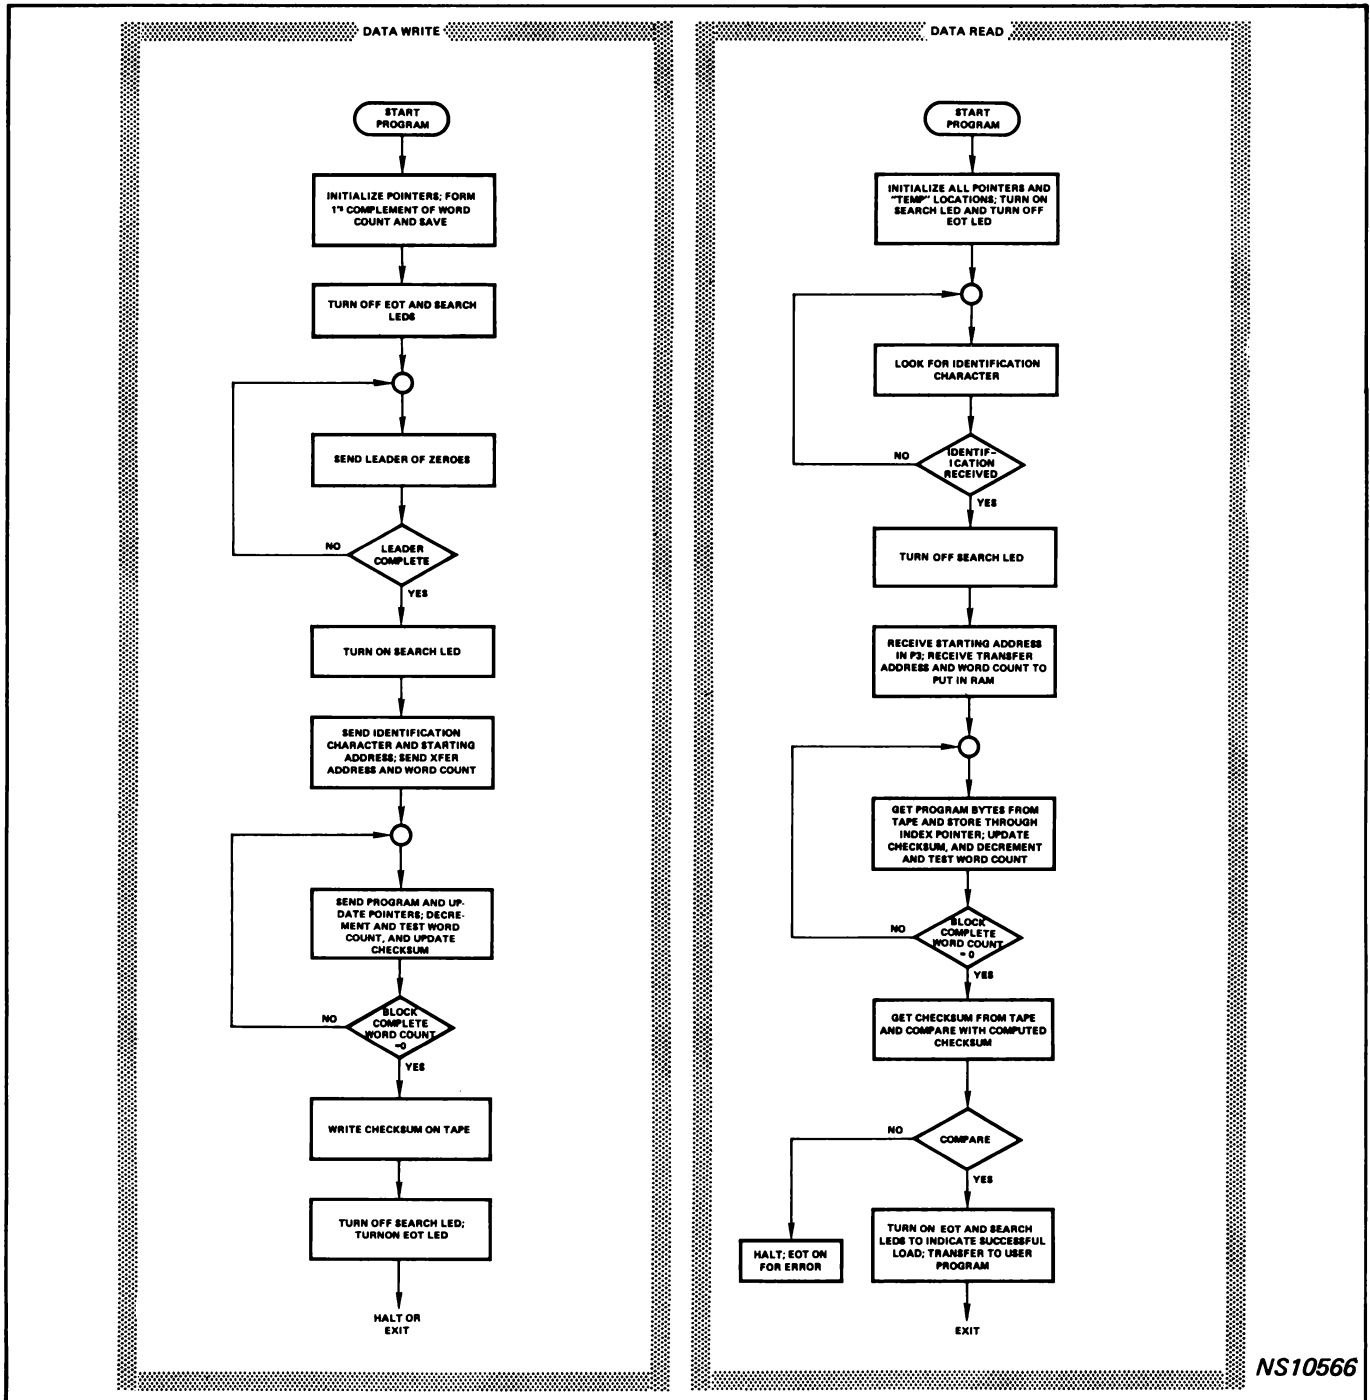 DATA WRITE
START
PROGRAM
INITIALIZE POINTERS; FORM
1'S COMPLEMENT OF WORD
COUNT AND SAVE
TURN OFF EOT AND SEARCH
LEDS
SEND LEADER OF ZEROES
NO
LEADER
COMPLETE
YES
TURN ON SEARCH LED
SEND IDENTIFICATION
CHARACTER AND STARTING
ADDRESS; SEND XFER
ADDRESS AND WORD COUNT
SEND PROGRAM AND UP-
DATE POINTERS; DECRE-
MENT AND TEST WORD
COUNT, AND UPDATE
CHECKSUM
NO
BLOCK
COMPLETE
WORD COUNT
=0
YES
WRITE CHECKSUM ON TAPE
TURN OFF SEARCH LED;
TURNON EOT LED
HALT OR
EXIT
DATA READ
START
PROGRAM
INITIALIZE ALL POINTERS AND
"TEMP" LOCATIONS; TURN ON
SEARCH LED AND TURN OFF
EOT LED
LOOK FOR IDENTIFICATION
CHARACTER
NO
IDENTIF-
ICATION
RECEIVED
YES
TURN OFF SEARCH LED
RECEIVE STARTING ADDRESS
IN P3; RECEIVE TRANSFER
ADDRESS AND WORD COUNT TO
PUT IN RAM
GET PROGRAM BYTES FROM
TAPE AND STORE THROUGH
INDEX POINTER; UPDATE
CHECKSUM, AND DECREMENT
AND TEST WORD COUNT
NO
BLOCK
COMPLETE
WORD COUNT
= 0
YES
GET CHECKSUM FROM TAPE
AND COMPARE WITH COMPUTED
CHECKSUM
NO
COMPARE
YES
HALT; EOT ON
FOR ERROR
TURN ON EOT AND SEARCH
LEDS TO INDICATE SUCCESSFUL
LOAD; TRANSFER TO USER
PROGRAM
EXIT
NS10566